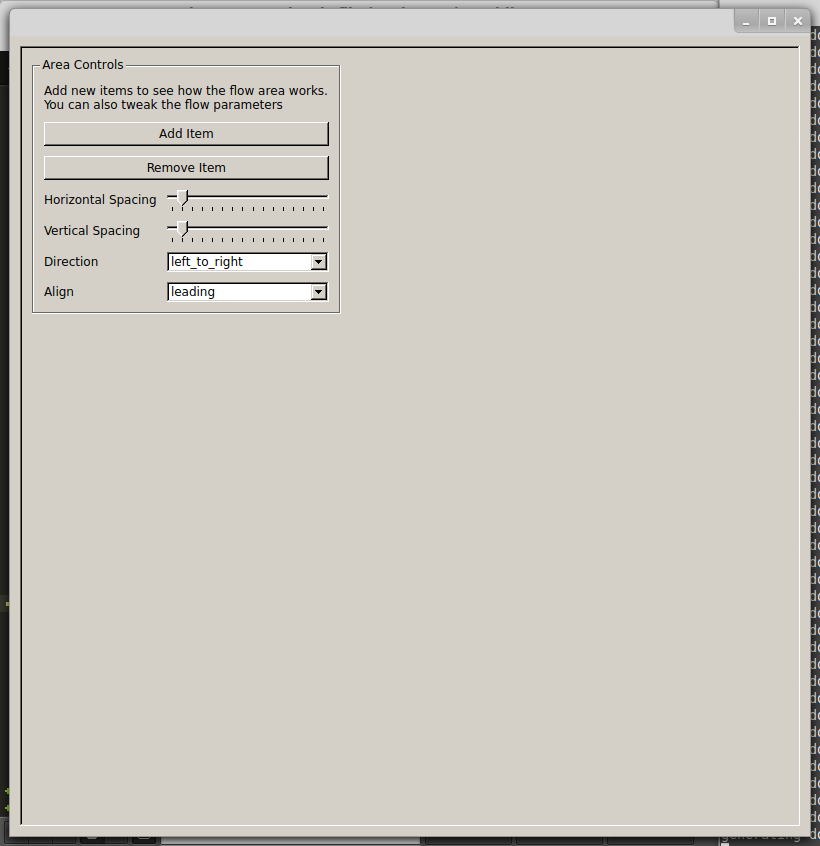 Area Controls
Add new items to see how the flow area works.
You can also tweak the flow parameters
Add Item
Remove Item
Horizontal Spacing
Vertical Spacing
Direction
left_to_right
Align
leading